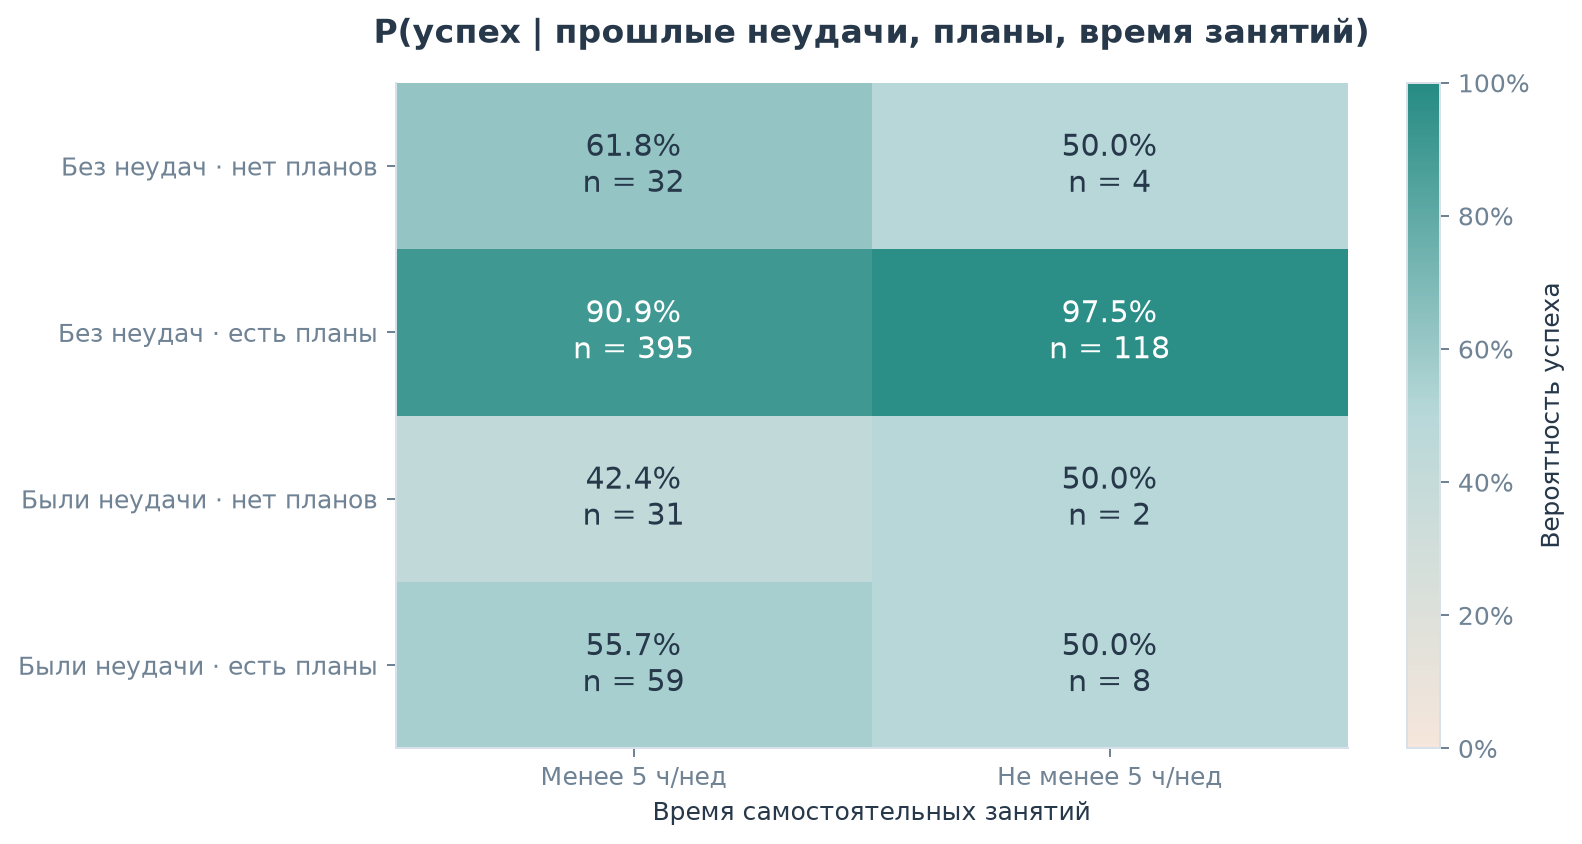 P(успех | прошлые неудачи, планы, время занятий)
Без неудач · нет планов
61.8%
n = 32
50.0%
n = 4
Без неудач · есть планы
90.9%
n = 395
97.5%
n = 118
Были неудачи · нет планов
42.4%
n = 31
50.0%
n = 2
Были неудачи · есть планы
55.7%
n = 59
50.0%
n = 8
Менее 5 ч/нед
Не менее 5 ч/нед
Время самостоятельных занятий
100%
80%
60%
40%
20%
0%
Вероятность успеха